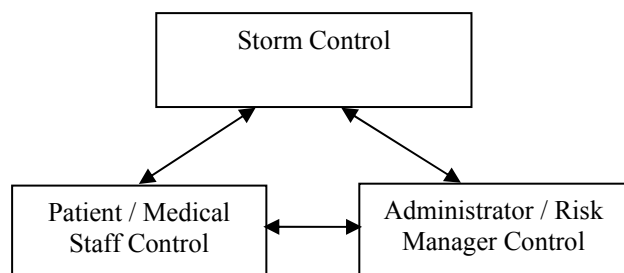 Storm Control
Patient / Medical
Staff Control
Administrator / Risk
Manager Control